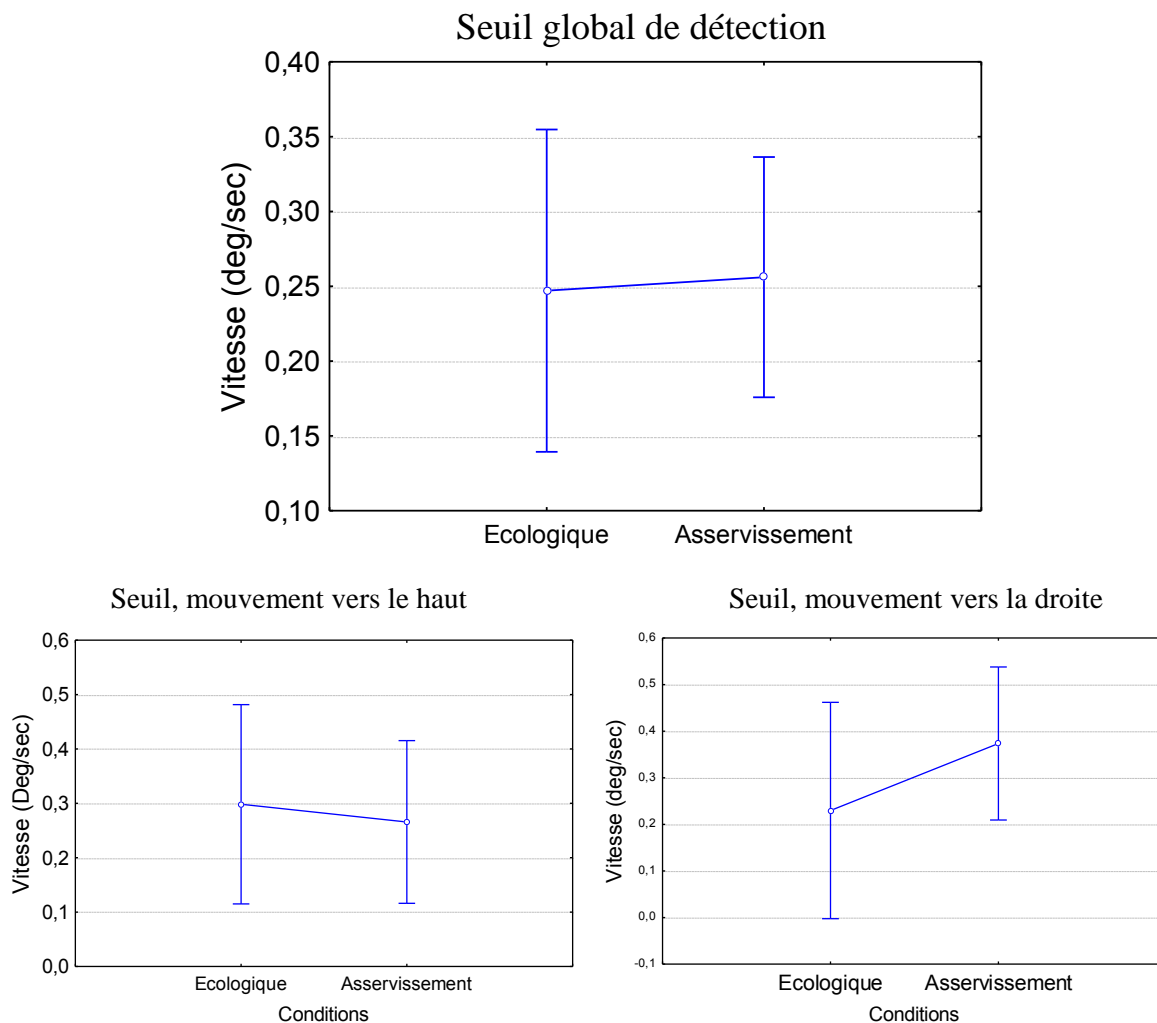 Seuil global de détection
Vitesse (deg/sec)
0,40
0,35
0,30
0,25
0,20
0,15
0,10
Ecologique Asservissement
Seuil, mouvement vers le haut
Vitesse (Deg/sec)
0,6
0,5
0,4
0,3
0,2
0,1
0,0
Ecologique Asservissement
Conditions
Seuil, mouvement vers la droite
Vitesse (deg/sec)
0,6
0,5
0,4
0,3
0,2
0,1
0,0
-0,1
Ecologique Asservissement
Conditions